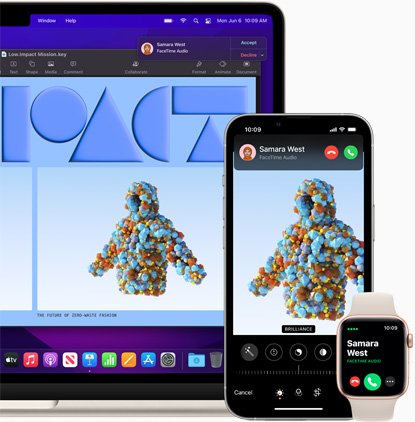 Window Help
Mon Jun 6 10:09 AM
Samara West
FaceTime Audio
Accept
Decline
Low Impact Mission.key
Text Shape Media Comment Collaborate Format Animate Document
IMPACT
THE FUTURE OF ZERO-WASTE FASHION
tv
10:09
Samara West
FaceTime Audio
BRILLIANCE
Cancel
10:09
Samara
West
FACETIME AUDIO